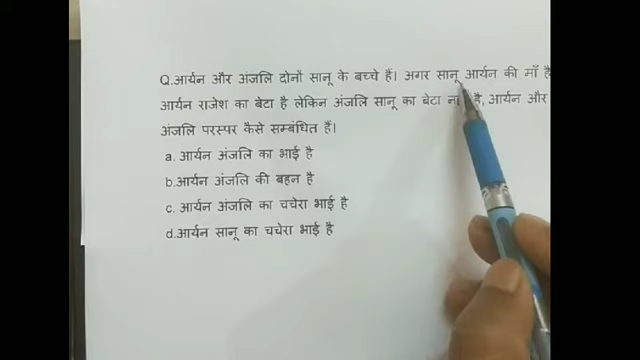 Q.आर्यन और अंजलि दोनों सानू के बच्चे हैं। अगर सानू आर्यन की माँ है
आर्यन राजेश का बेटा है लेकिन अंजलि सानू का बेटा है, आर्यन और
अंजलि परस्पर कैसे सम्बंधित हैं।
a. आर्यन अंजलि का भाई है
b.आर्यन अंजलि की बहन है
c. आर्यन अंजलि का चचेरा भाई है
d.आर्यन सानू का चचेरा भाई है